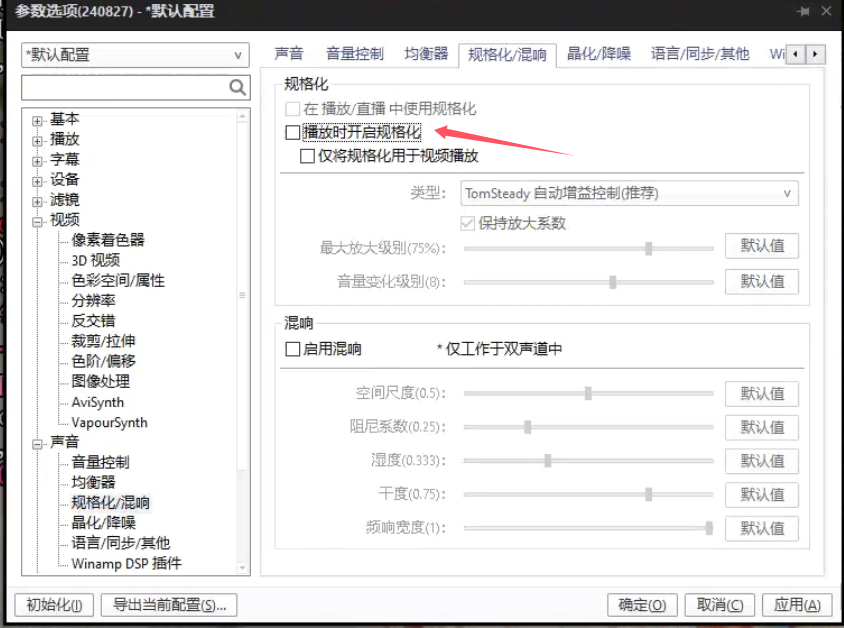 参数选项(240827) - *默认配置
*默认配置
声音 音量控制 均衡器 规格化/混响 晶化/降噪 语言/同步/其他 Wi
基本
播放
字幕
设备
滤镜
视频
像素着色器
3D 视频
色彩空间/属性
分辨率
反交错
裁剪/拉伸
色阶/偏移
图像处理
AviSynth
VapourSynth
声音
音量控制
均衡器
规格化/混响
晶化/降噪
语言/同步/其他
Winamp DSP 插件
规格化
在 播放/直播 中使用规格化
播放时开启规格化
仅将规格化用于视频播放
类型: TomSteady 自动增益控制(推荐)
保持放大系数
最大放大级别(75%): 默认值
音量变化级别(8): 默认值
混响
启用混响 * 仅工作于双声道中
空间尺度(0.5): 默认值
阻尼系数(0.25): 默认值
湿度(0.333): 默认值
干度(0.75): 默认值
频响宽度(1): 默认值
初始化(I) 导出当前配置(S)... 确定(O) 取消(C) 应用(A)